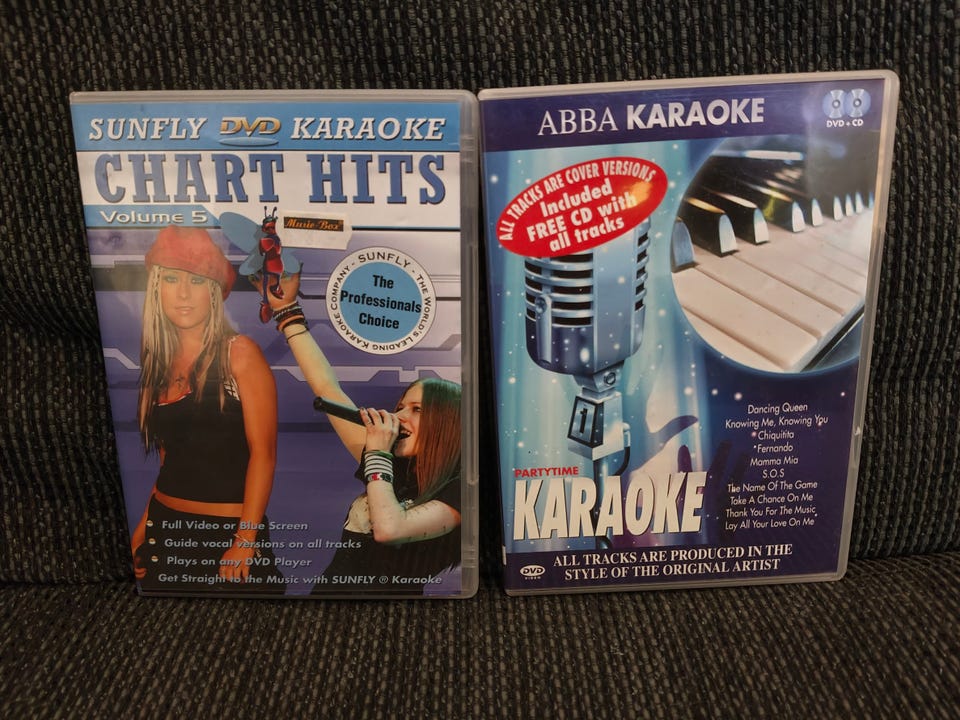 SUNFLY DVD KARAOKE
CHART HITS
Volume 5
Music-Box
SUNFLY - THE WORLD'S LEADING KARAOKE COMPANY -
The
Professionals
Choice
Full Video or Blue Screen
Guide vocal versions on all tracks
Plays on any DVD Player
Get Straight to the Music with SUNFLY ® Karaoke
ABBA KARAOKE
DVD + CD
ALL TRACKS ARE COVER VERSIONS
Included
FREE CD with
all tracks
1
Dancing Queen
Knowing Me, Knowing You
Chiquitita
Fernando
Mamma Mia
S.O.S
The Name Of The Game
Take A Chance On Me
Thank You For The Music
Lay All Your Love On Me
PARTYTIME
KARAOKE
ALL TRACKS ARE PRODUCED IN THE
STYLE OF THE ORIGINAL ARTIST
DVD
VIDEO